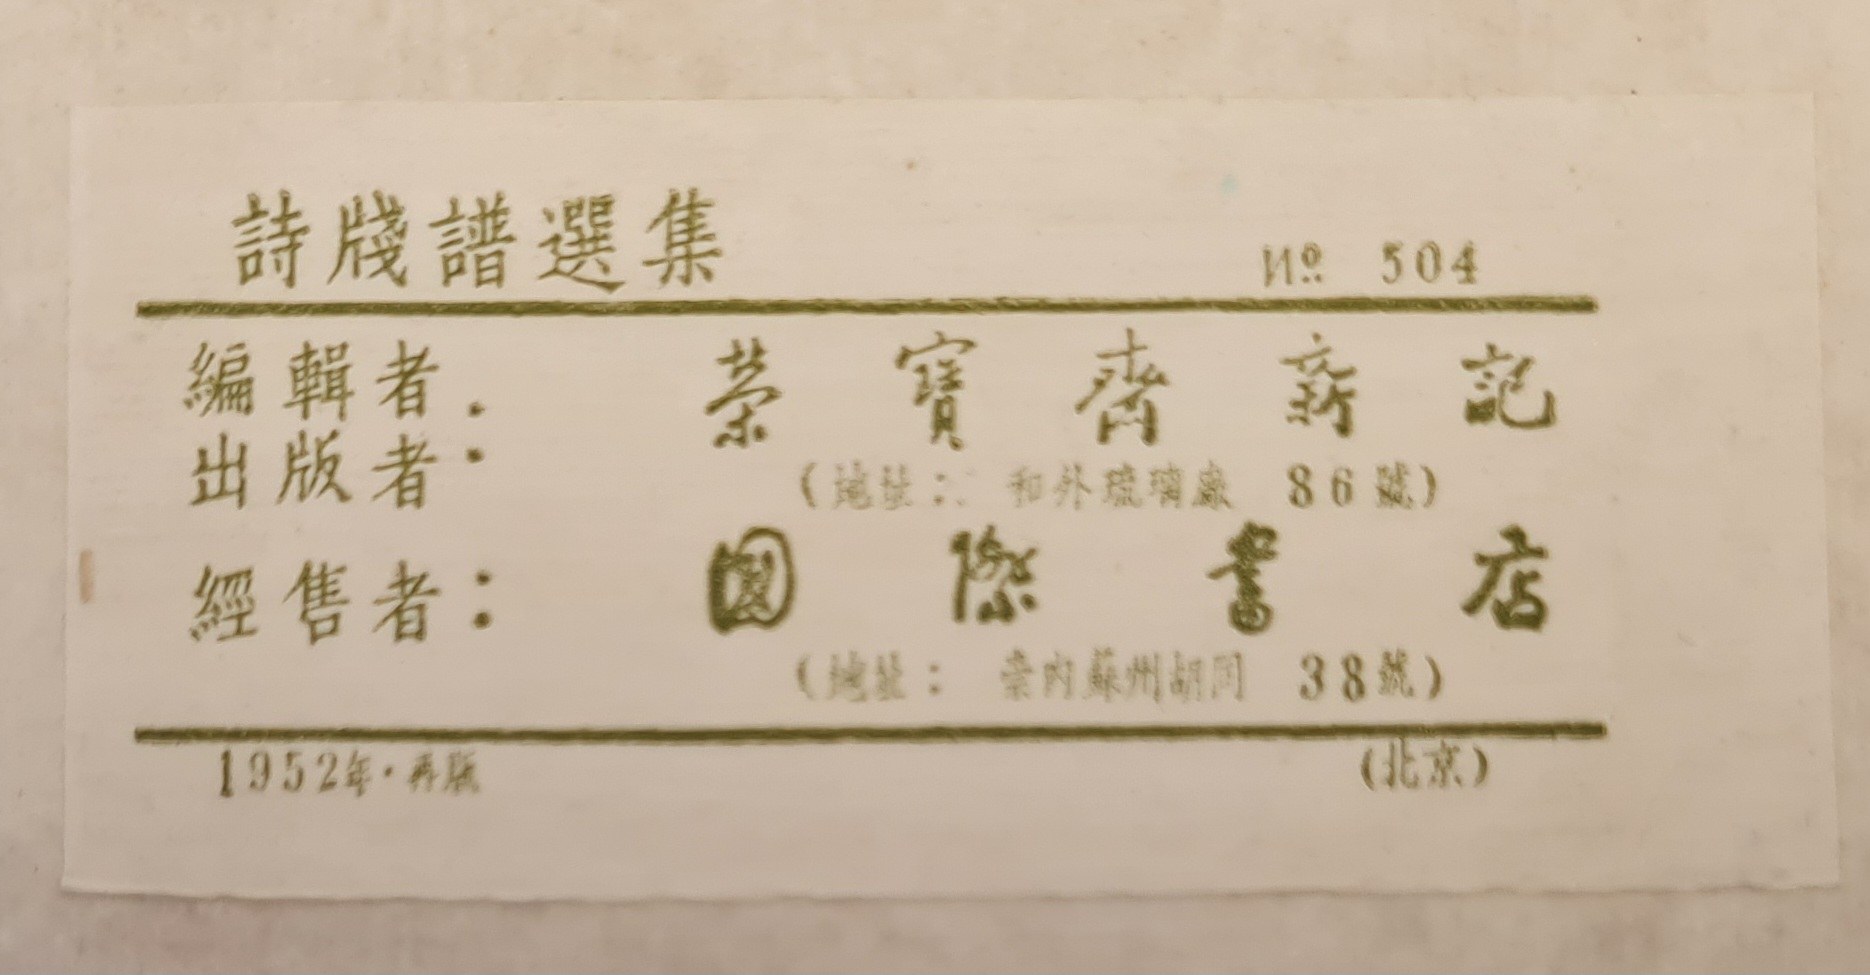 詩牋譜選集 No 504
編輯者：
出版者：
榮寶齋新記
(地址： 和外琉璃廠 86號)
經售者： 國際書店
(地址： 崇內蘇州胡同 38號)
1952年・再版 (北京)